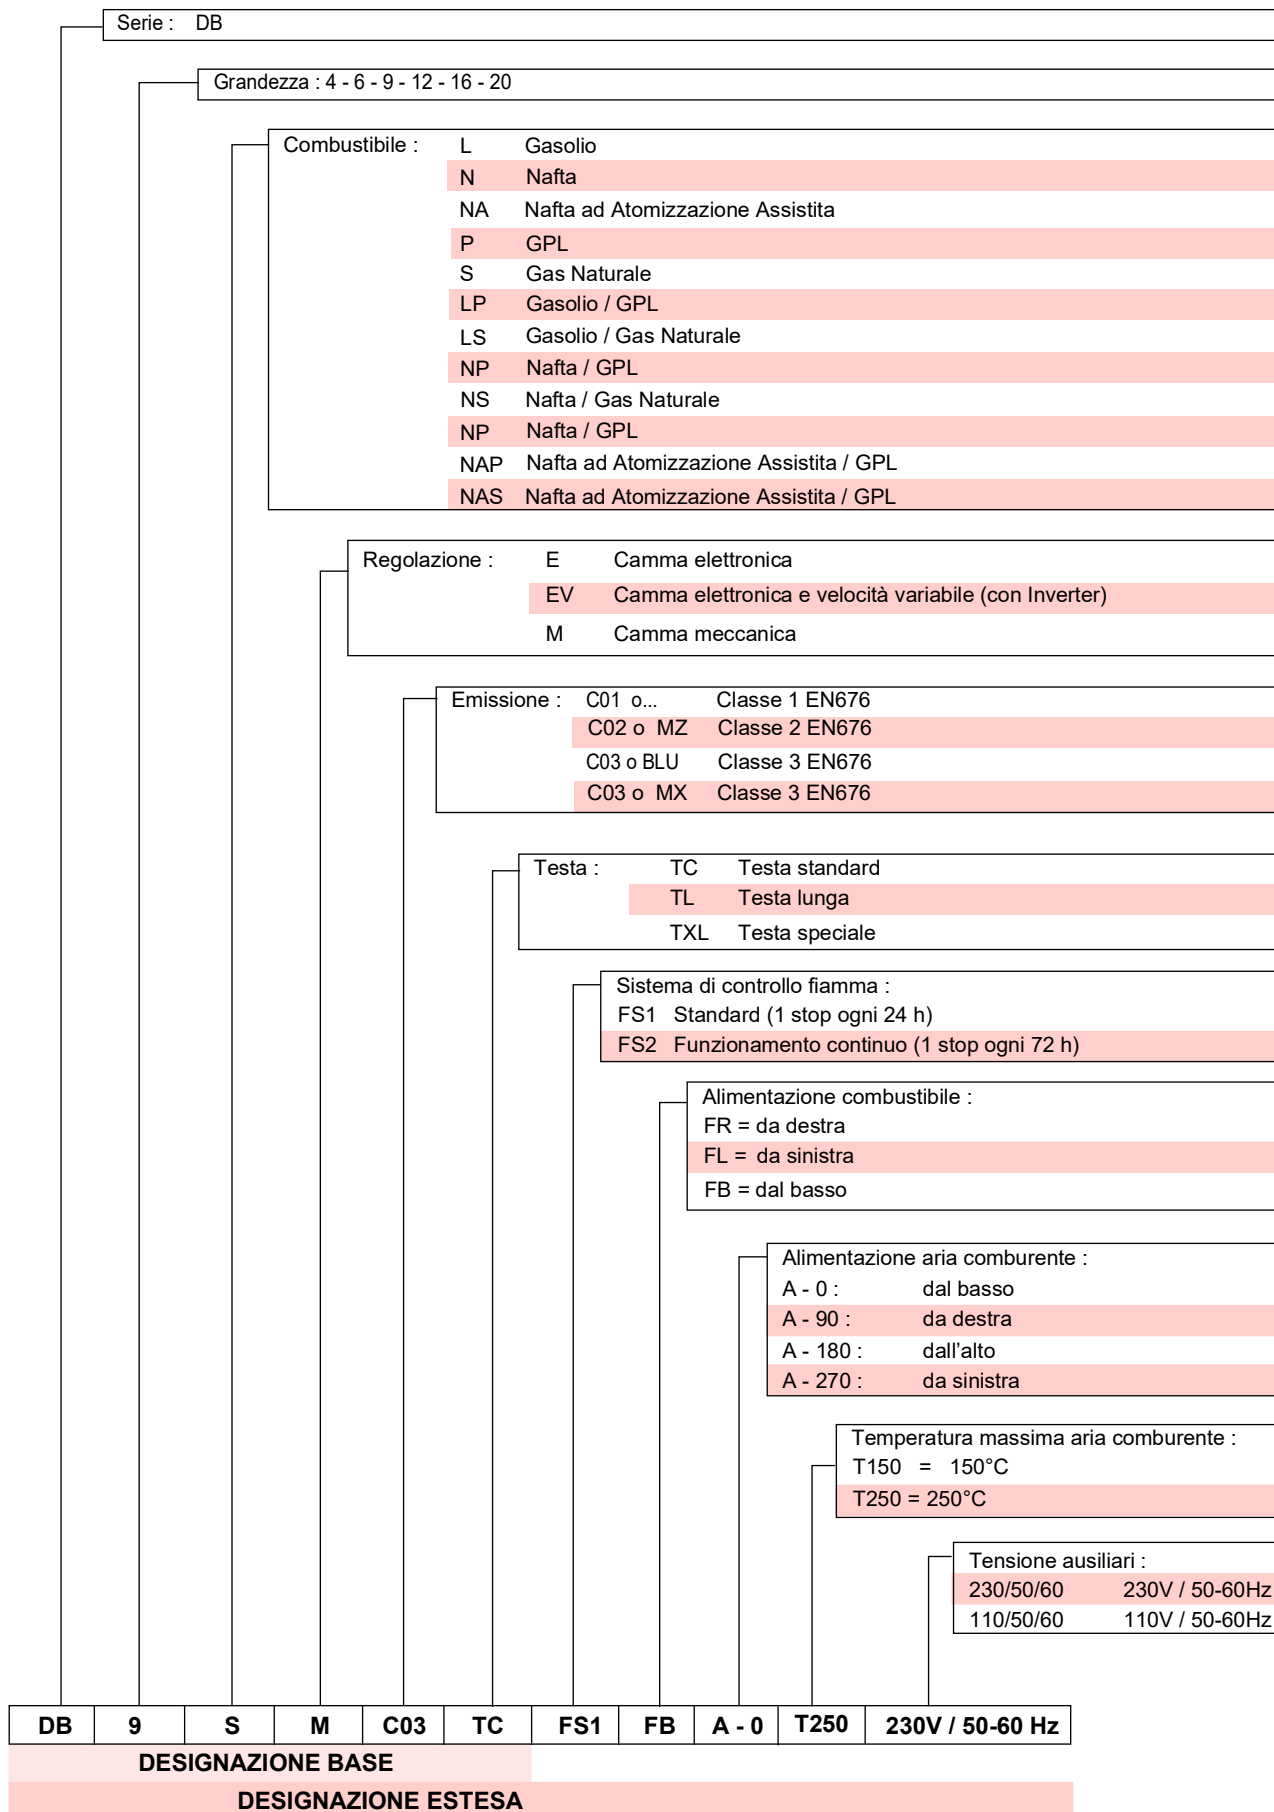 Serie : DB
Grandezza : 4 - 6 - 9 - 12 - 16 - 20
Combustibile : L Gasolio
N Nafta
NA Nafta ad Atomizzazione Assistita
P GPL
S Gas Naturale
LP Gasolio / GPL
LS Gasolio / Gas Naturale
NP Nafta / GPL
NS Nafta / Gas Naturale
NP Nafta / GPL
NAP Nafta ad Atomizzazione Assistita / GPL
NAS Nafta ad Atomizzazione Assistita / GPL
Regolazione : E Camma elettronica
EV Camma elettronica e velocità variabile (con Inverter)
M Camma meccanica
Emissione : C01 o... Classe 1 EN676
C02 o MZ Classe 2 EN676
C03 o BLU Classe 3 EN676
C03 o MX Classe 3 EN676
Testa : TC Testa standard
TL Testa lunga
TXL Testa speciale
Sistema di controllo fiamma :
FS1 Standard (1 stop ogni 24 h)
FS2 Funzionamento continuo (1 stop ogni 72 h)
Alimentazione combustibile :
FR = da destra
FL = da sinistra
FB = dal basso
Alimentazione aria comburente :
A - 0 : dal basso
A - 90 : da destra
A - 180 : dall'alto
A - 270 : da sinistra
Temperatura massima aria comburente :
T150 = 150°C
T250 = 250°C
Tensione ausiliari :
230/50/60 230V / 50-60Hz
110/50/60 110V / 50-60Hz
DB 9 S M C03 TC FS1 FB A - 0 T250 230V / 50-60 Hz
DESIGNAZIONE BASE
DESIGNAZIONE ESTESA